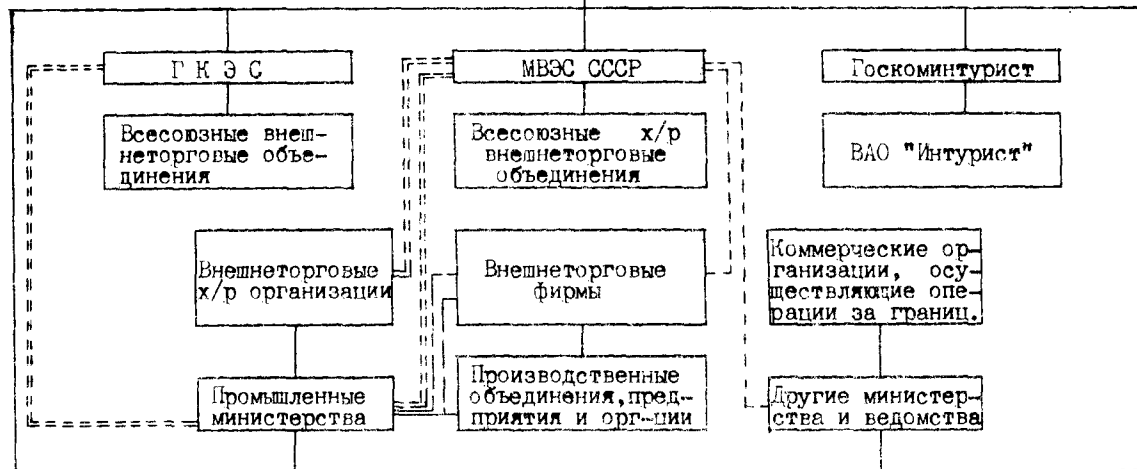 Г К Э С
МВЭС СССР
Госкоминтурист
Всесоюзные внеш-
неторговые объе-
динения
Всесоюзные х/р
внешнеторговые
объединения
ВАО "Интурист"
Внешнеторговые
х/р организации
Внешнеторговые
фирмы
Коммерческие ор-
ганизации, осу-
ществляющие опе-
рации за границ.
Промышленные
министерства
Производственные
объединения,пред-
приятия и орг-ции
Другие министер-
ства и ведомства